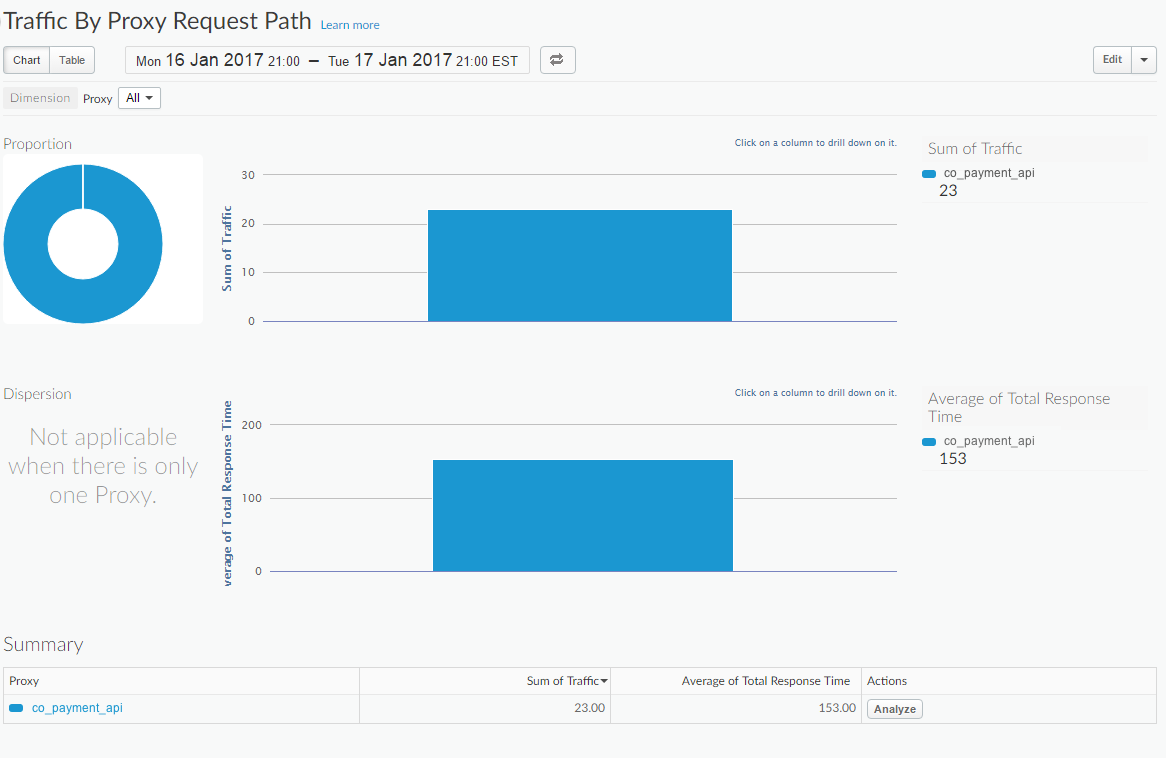 Traffic By Proxy Request Path Learn more
Chart Table Mon 16 Jan 2017 21:00 – Tue 17 Jan 2017 21:00 EST Edit
Dimension Proxy All
Proportion
Click on a column to drill down on it.
30
20
10
0
Sum of Traffic
Sum of Traffic
co_payment_api
23
Dispersion
Not applicable
when there is only
one Proxy.
Click on a column to drill down on it.
200
100
0
verage of Total Response Time
Average of Total Response
Time
co_payment_api
153
Summary
Proxy Sum of Traffic Average of Total Response Time Actions
co_payment_api 23.00 153.00 Analyze